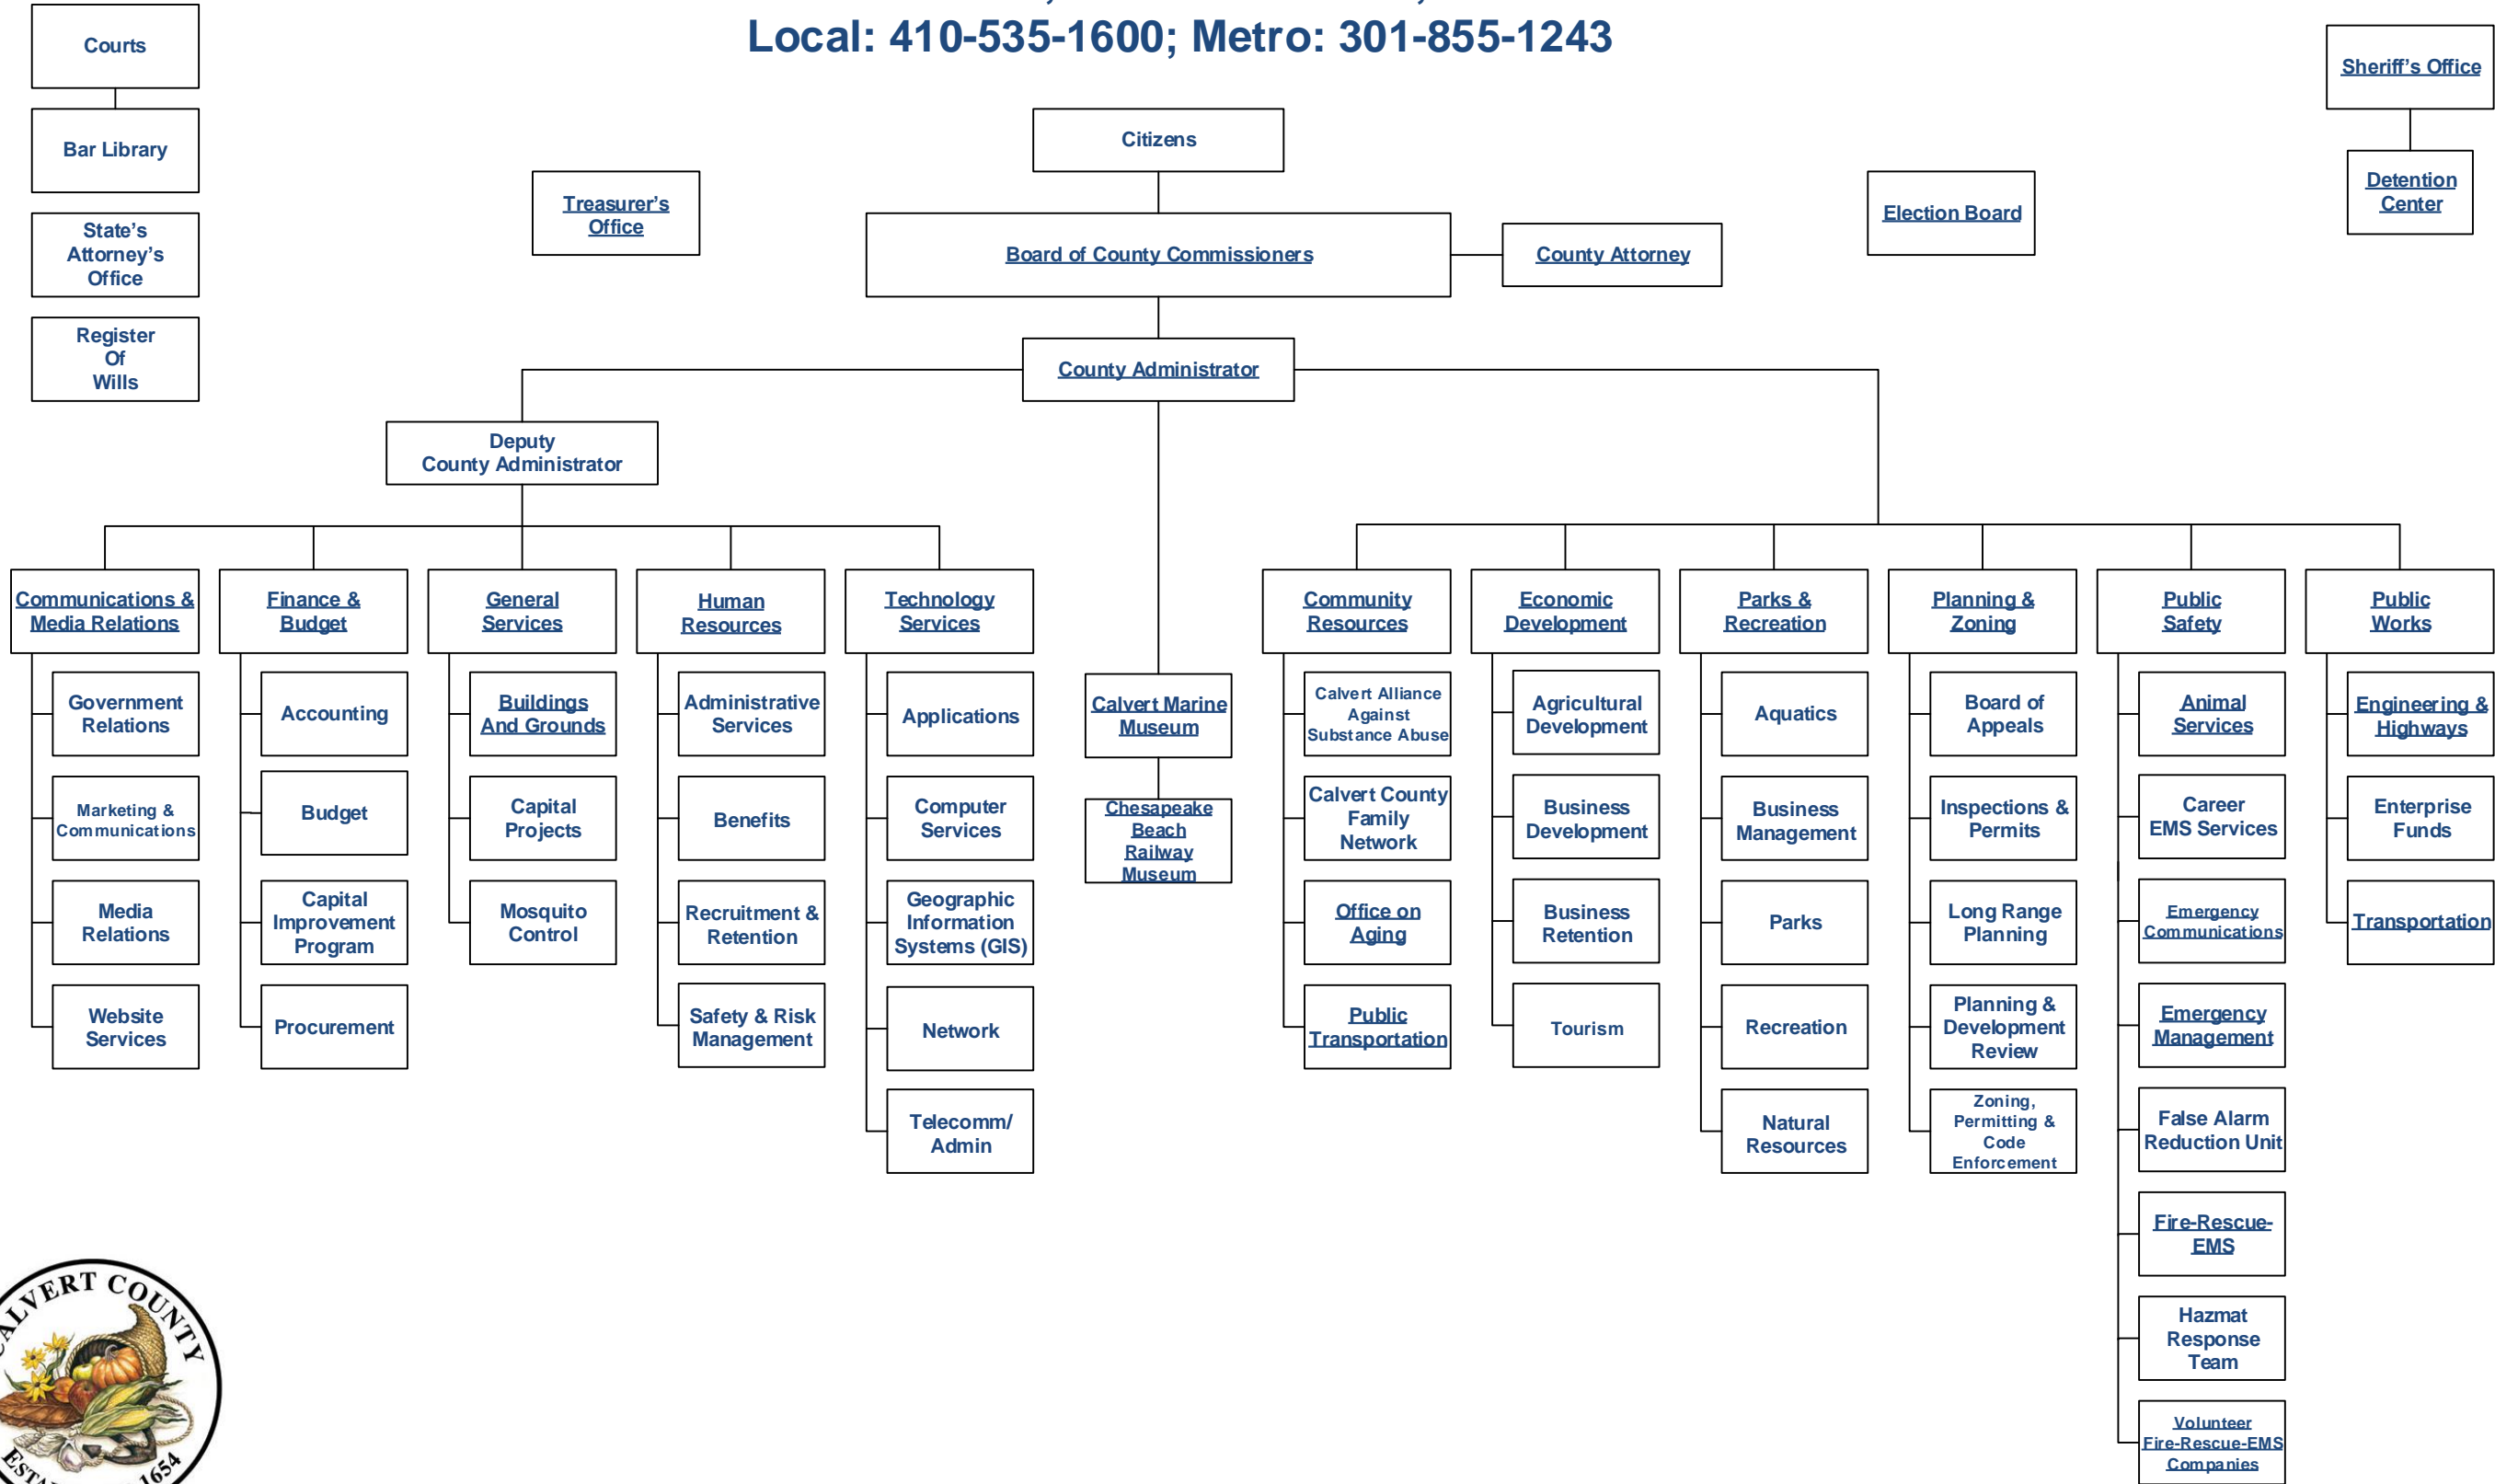 Local: 410-535-1600; Metro: 301-855-1243
Courts
Bar Library
State's
Attorney's
Office
Register
Of
Wills
Treasurer's
Office
Citizens
Board of County Commissioners
County Attorney
Election Board
Sheriff's Office
Detention
Center
County Administrator
Deputy
County Administrator
Communications &
Media Relations
Government
Relations
Marketing &
Communications
Media
Relations
Website
Services
Finance &
Budget
Accounting
Budget
Capital
Improvement
Program
Procurement
General
Services
Buildings
And Grounds
Capital
Projects
Mosquito
Control
Human
Resources
Administrative
Services
Benefits
Recruitment &
Retention
Safety & Risk
Management
Technology
Services
Applications
Computer
Services
Geographic
Information
Systems (GIS)
Network
Telecomm/
Admin
Calvert Marine
Museum
Chesapeake
Beach
Railway
Museum
Community
Resources
Calvert Alliance
Against
Substance Abuse
Calvert County
Family
Network
Office on
Aging
Public
Transportation
Economic
Development
Agricultural
Development
Business
Development
Business
Retention
Tourism
Parks &
Recreation
Aquatics
Business
Management
Parks
Recreation
Natural
Resources
Planning &
Zoning
Board of
Appeals
Inspections &
Permits
Long Range
Planning
Planning &
Development
Review
Zoning,
Permitting &
Code
Enforcement
Public
Safety
Animal
Services
Career
EMS Services
Emergency
Communications
Emergency
Management
False Alarm
Reduction Unit
Fire-Rescue-
EMS
Hazmat
Response
Team
Volunteer
Fire-Rescue-EMS
Companies
Public
Works
Engineering &
Highways
Enterprise
Funds
Transportation
CALVERT COUNTY
1654